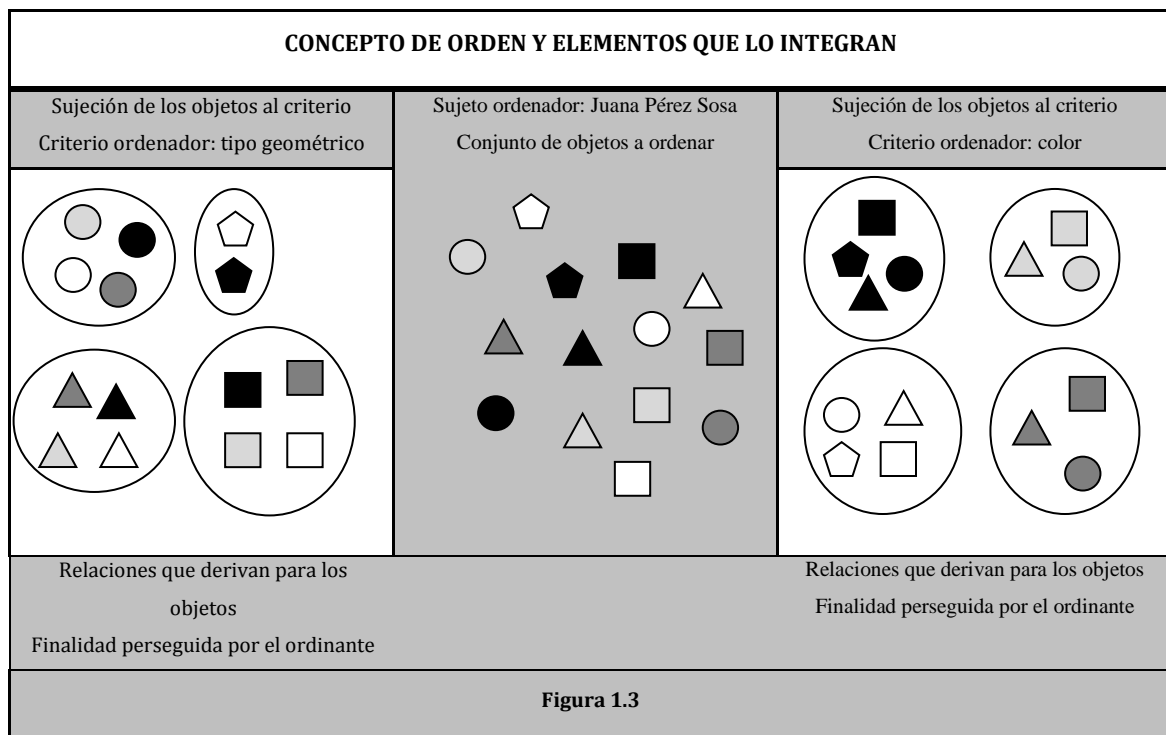 CONCEPTO DE ORDEN Y ELEMENTOS QUE LO INTEGRAN
Sujeción de los objetos al criterio
Criterio ordenador: tipo geométrico
Sujeto ordenador: Juana Pérez Sosa
Conjunto de objetos a ordenar
Sujeción de los objetos al criterio
Criterio ordenador: color
Relaciones que derivan para los
objetos
Finalidad perseguida por el ordinante
Relaciones que derivan para los objetos
Finalidad perseguida por el ordinante
Figura 1.3